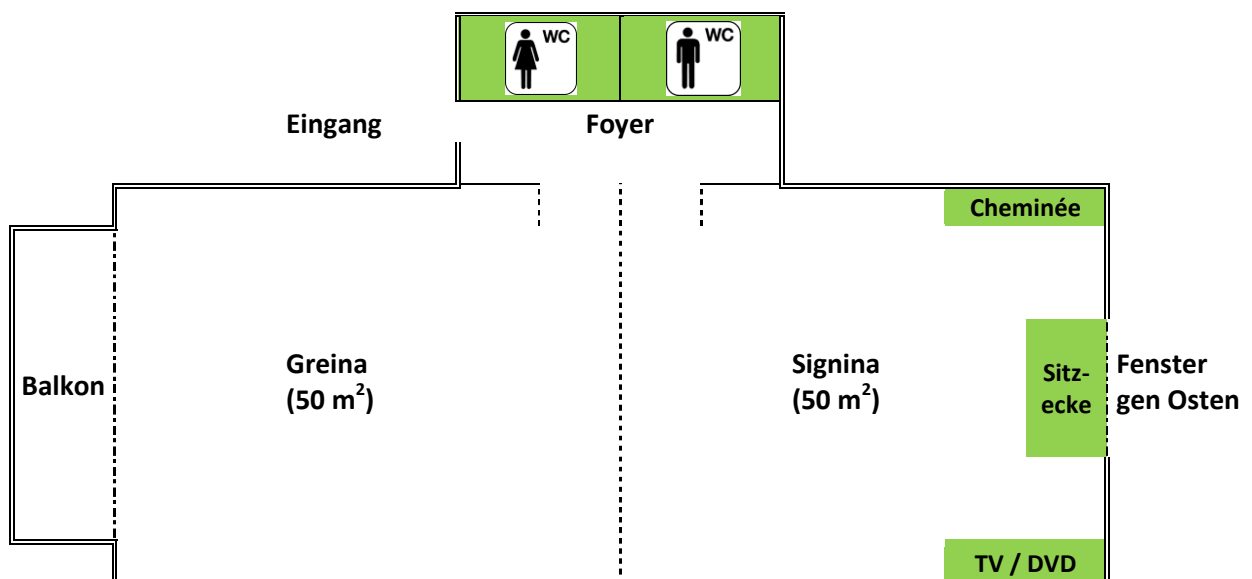 WC
WC
Eingang
Foyer
Cheminée
Balkon
Greina
(50 m²)
Signina
(50 m²)
Sitz-
ecke
Fenster
gen Osten
TV / DVD